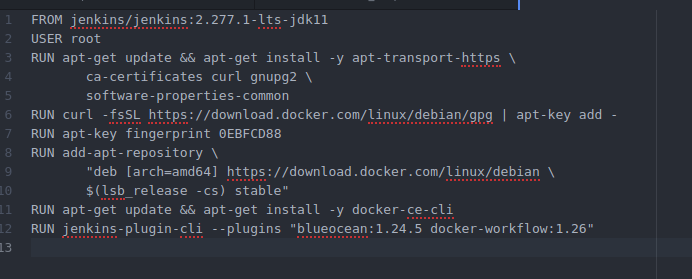 1 FROM jenkins/jenkins:2.277.1-lts-jdk11
2 USER root
3 RUN apt-get update && apt-get install -y apt-transport-https \
4 ca-certificates curl gnupg2 \
5 software-properties-common
6 RUN curl -fsSL https://download.docker.com/linux/debian/gpg | apt-key add -
7 RUN apt-key fingerprint 0EBFCD88
8 RUN add-apt-repository \
9 "deb [arch=amd64] https://download.docker.com/linux/debian \
10 $(lsb_release -cs) stable"
11 RUN apt-get update && apt-get install -y docker-ce-cli
12 RUN jenkins-plugin-cli --plugins "blueocean:1.24.5 docker-workflow:1.26"
13